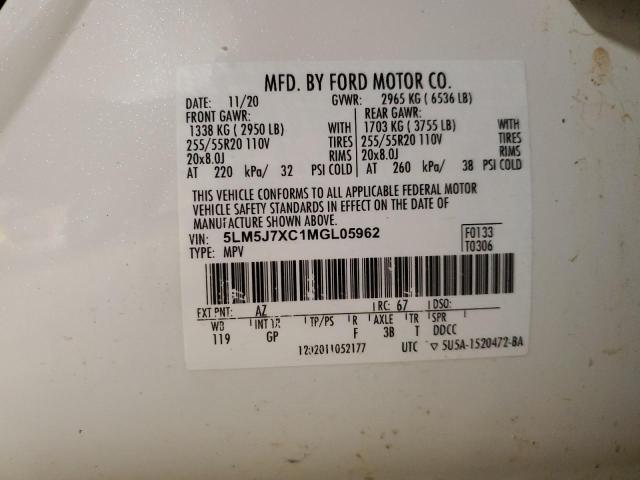 MFD. BY FORD MOTOR CO.
DATE: 11/20 GVWR: 2965 KG ( 6536 LB)
FRONT GAWR: REAR GAWR:
1338 KG ( 2950 LB) WITH 1703 KG ( 3755 LB) WITH
255/55R20 110V TIRES 255/55R20 110V TIRES
20x8.0J RIMS 20x8.0J RIMS
AT 220 kPa/ 32 PSI COLD AT 260 kPa/ 38 PSI COLD
THIS VEHICLE CONFORMS TO ALL APPLICABLE FEDERAL MOTOR
VEHICLE SAFETY STANDARDS IN EFFECT ON THE DATE OF
MANUFACTURE SHOWN ABOVE.
VIN: 5LM5J7XC1MGL05962 F0133
TYPE: MPV T0306
EXT PNT: AZ RC: 67 DSO:
WB INT TR TP/PS R AXLE TR SPR
119 GP F 3B T DDCC
UTC ▽ 5U5A-1520472-BA